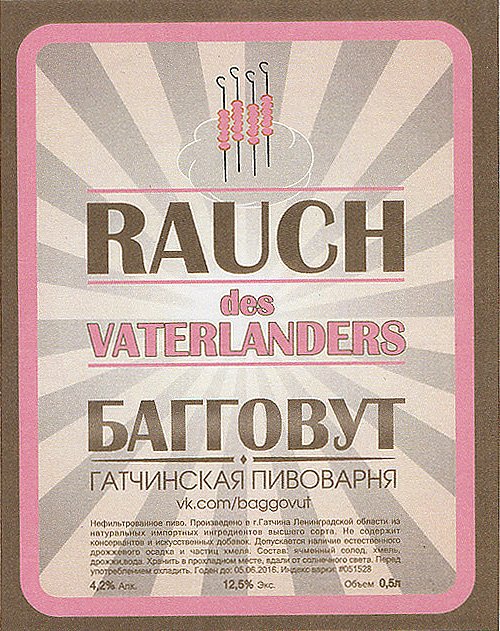 RAUCH
des
VATERLANDERS
БАГГОВУТ
ГАТЧИНСКАЯ ПИВОВАРНЯ
vk.com/baggovut
Нефильтрованное пиво. Произведено в г.Гатчина Ленинградской области из
натуральных импортных ингредиентов высшего сорта. Не содержит
консервантов и искусственных добавок. Допускается наличие естественного
дрожжевого осадка и частиц хмеля. Состав: ячменный солод, хмель,
дрожжи,вода. Хранить в прохладном месте, вдали от солнечного света. Перед
употреблением охладить. Годен до: 05.06.2016. Индекс варки: #051528
4,2% Алк. 12,5% Экс. Объем 0,5л